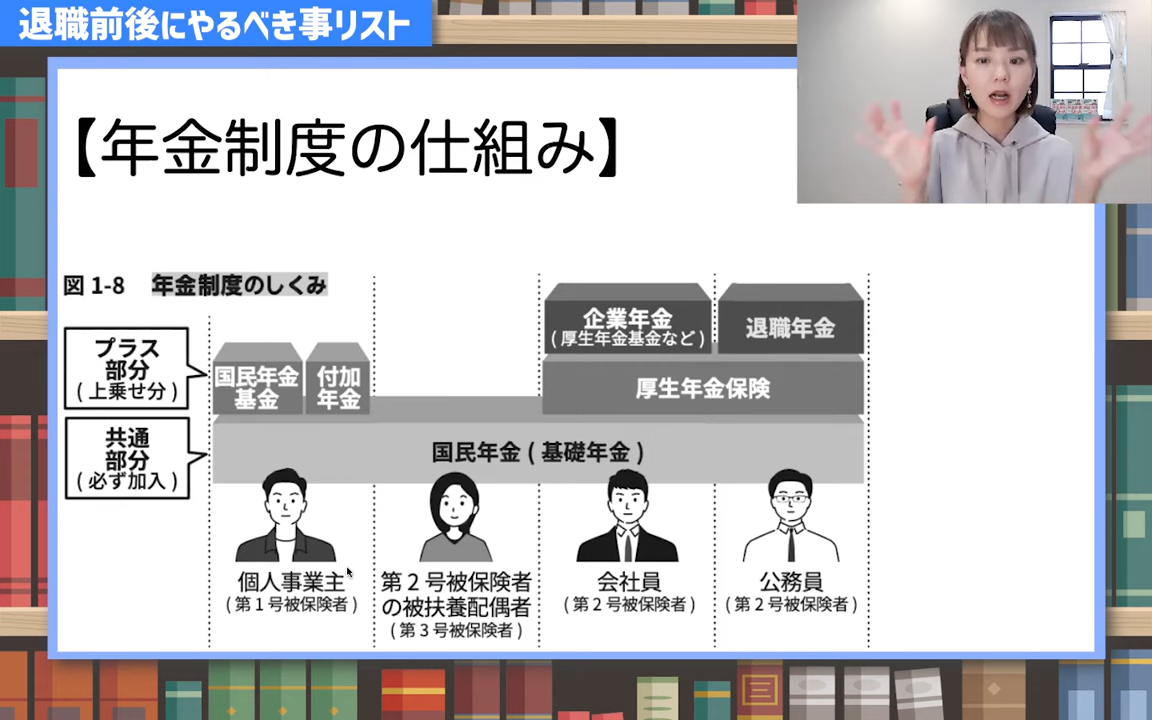 退職前後にやるべき事リスト
【年金制度の仕組み】
図 1-8 年金制度のしくみ
プラス
部分
( 上乗せ分 )
共通
部分
( 必ず加入 )
国民年金
基金
付加
年金
企業年金
( 厚生年金基金など )
退職年金
厚生年金保険
国民年金 ( 基礎年金 )
個人事業主
( 第 1 号被保険者 )
第 2 号被保険者
の被扶養配偶者
( 第 3 号被保険者 )
会社員
( 第 2 号被保険者 )
公務員
( 第 2 号被保険者 )